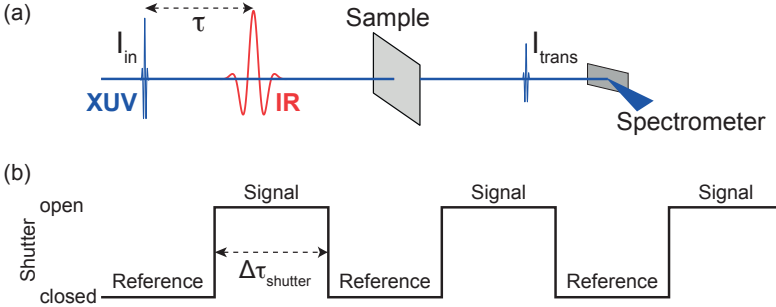 (a)
τ
Sample
I_in
I_trans
XUV
IR
Spectrometer
(b)
Signal
Signal
Signal
open
Shutter
Δτ_shutter
Reference
Reference
Reference
closed